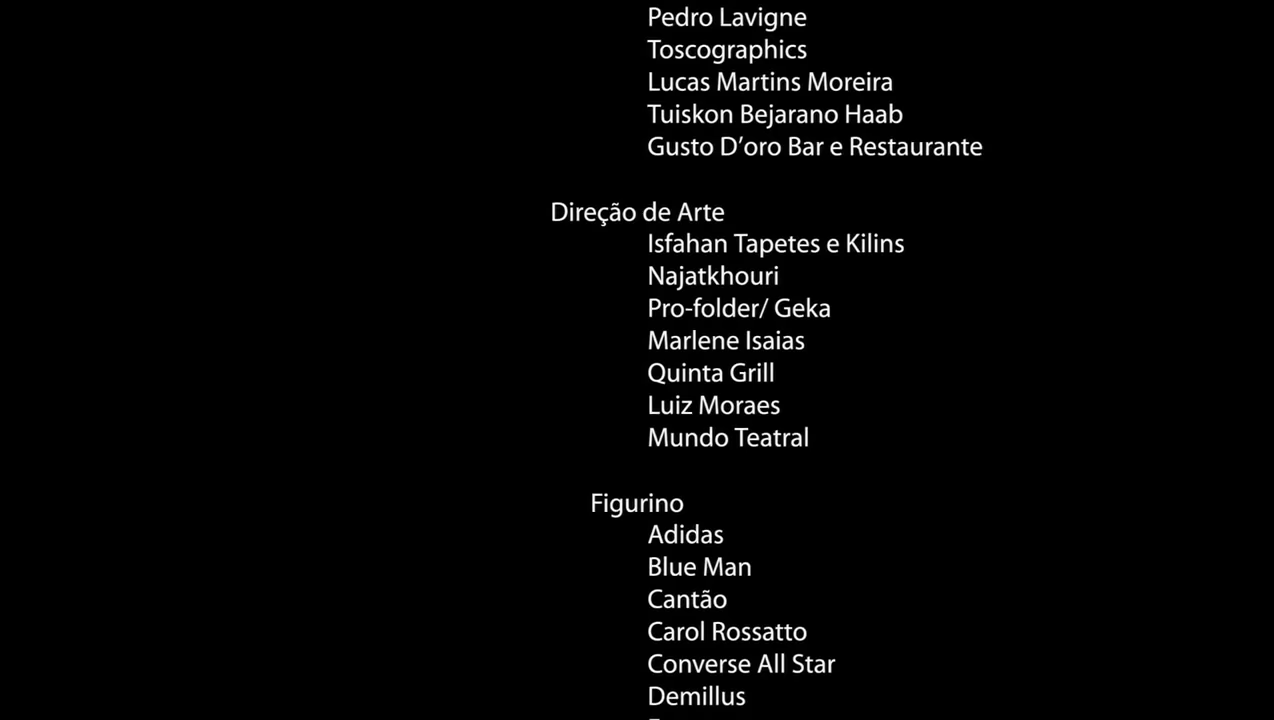 Pedro Lavigne
Toscographics
Lucas Martins Moreira
Tuiskon Bejarano Haab
Gusto D’oro Bar e Restaurante
Direção de Arte
Isfahan Tapetes e Kilins
Najatkhouri
Pro-folder/ Geka
Marlene Isaias
Quinta Grill
Luiz Moraes
Mundo Teatral
Figurino
Adidas
Blue Man
Cantão
Carol Rossatto
Converse All Star
Demillus